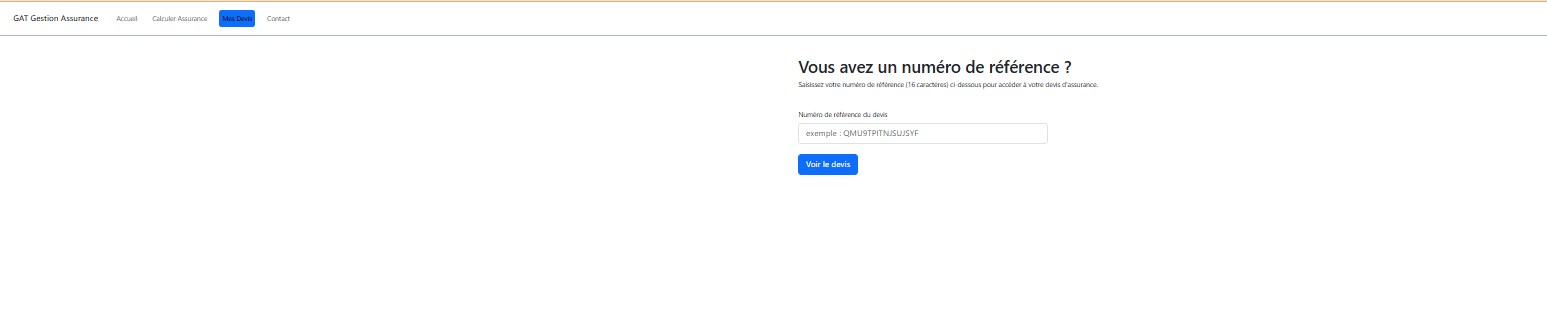 GAT Gestion Assurance Accueil Calculer Assurance Mes Devis Contact
Vous avez un numéro de référence ?
Saisissez votre numéro de référence (16 caractères) ci-dessous pour accéder à votre devis d'assurance.
Numéro de référence du devis
exemple : QMU9TPITNJSUJSYF
Voir le devis